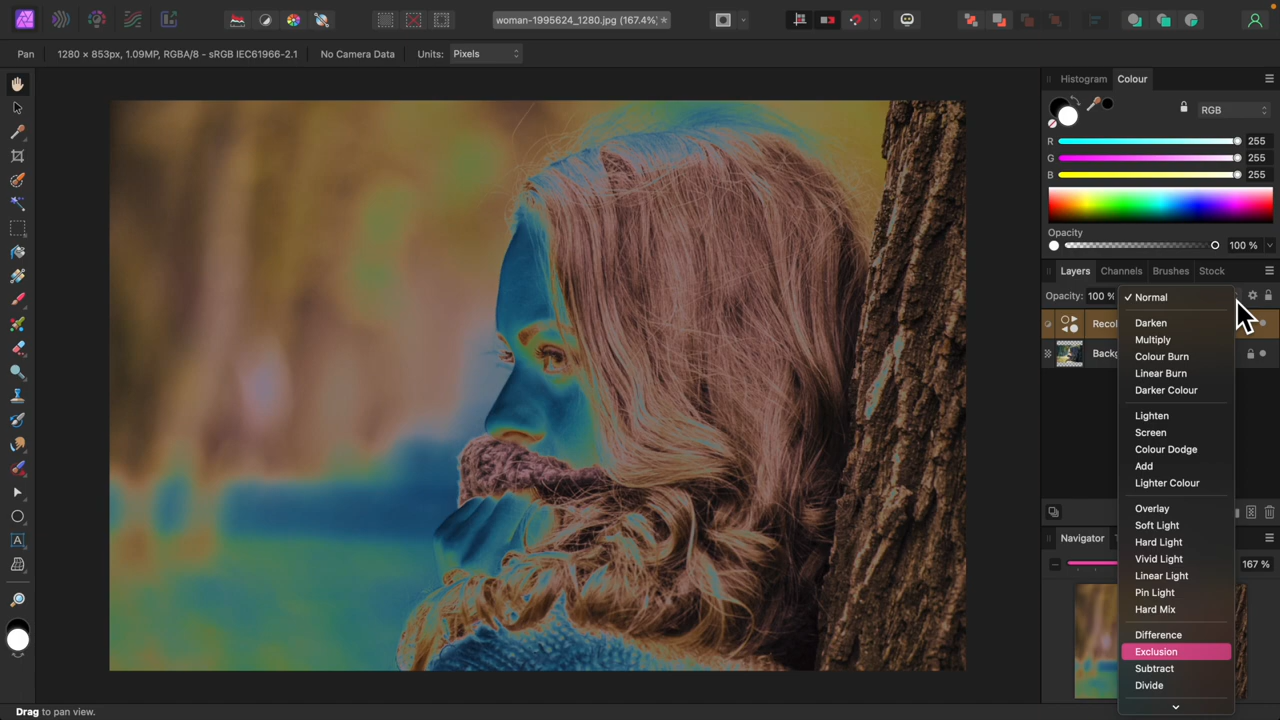 woman-1995624_1280.jpg (167.4%)
Pan
1280 × 853px, 1.09MP, RGBA/8 - sRGB IEC61966-2.1
No Camera Data
Units: Pixels
Histogram
Colour
RGB
R 255
G 255
B 255
Opacity
100 %
Layers
Channels
Brushes
Stock
Opacity: 100 %
✓ Normal
Darken
Multiply
Colour Burn
Linear Burn
Darker Colour
Lighten
Screen
Colour Dodge
Add
Lighter Colour
Overlay
Soft Light
Hard Light
Vivid Light
Linear Light
Pin Light
Hard Mix
Difference
Exclusion
Subtract
Divide
Recol
Backg
Navigator
167 %
A
Drag to pan view.